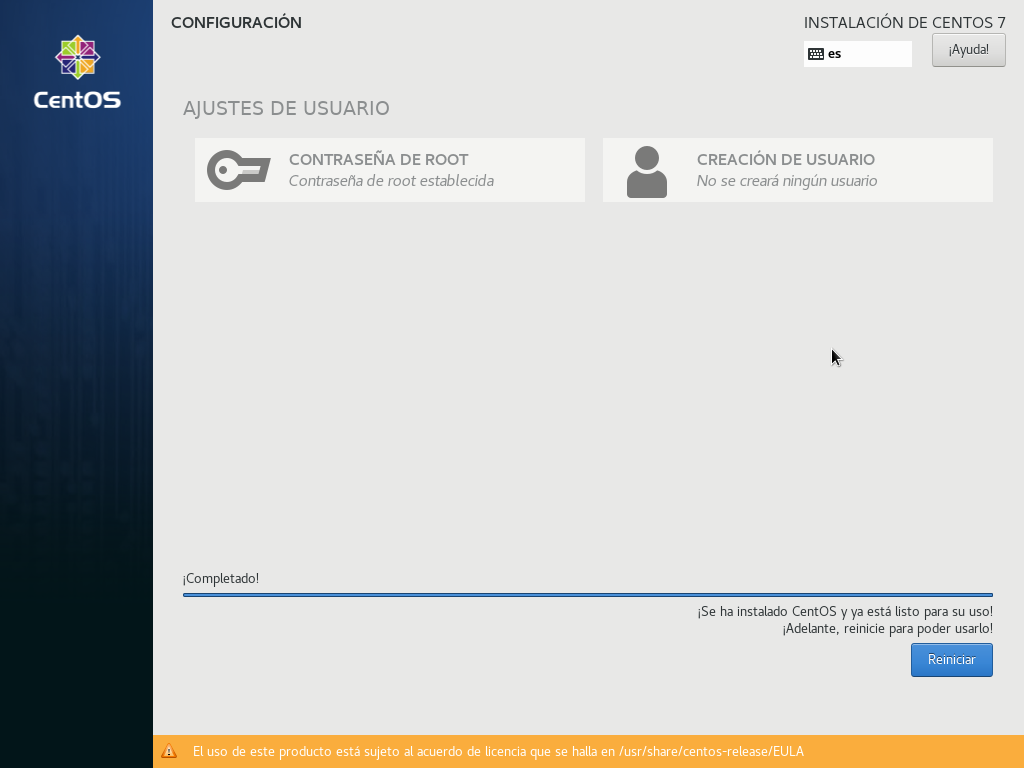 CentOS
CONFIGURACIÓN
INSTALACIÓN DE CENTOS 7
es
¡Ayuda!
AJUSTES DE USUARIO
CONTRASEÑA DE ROOT
Contraseña de root establecida
CREACIÓN DE USUARIO
No se creará ningún usuario
¡Completado!
¡Se ha instalado CentOS y ya está listo para su uso!
¡Adelante, reinicie para poder usarlo!
Reiniciar
El uso de este producto está sujeto al acuerdo de licencia que se halla en /usr/share/centos-release/EULA